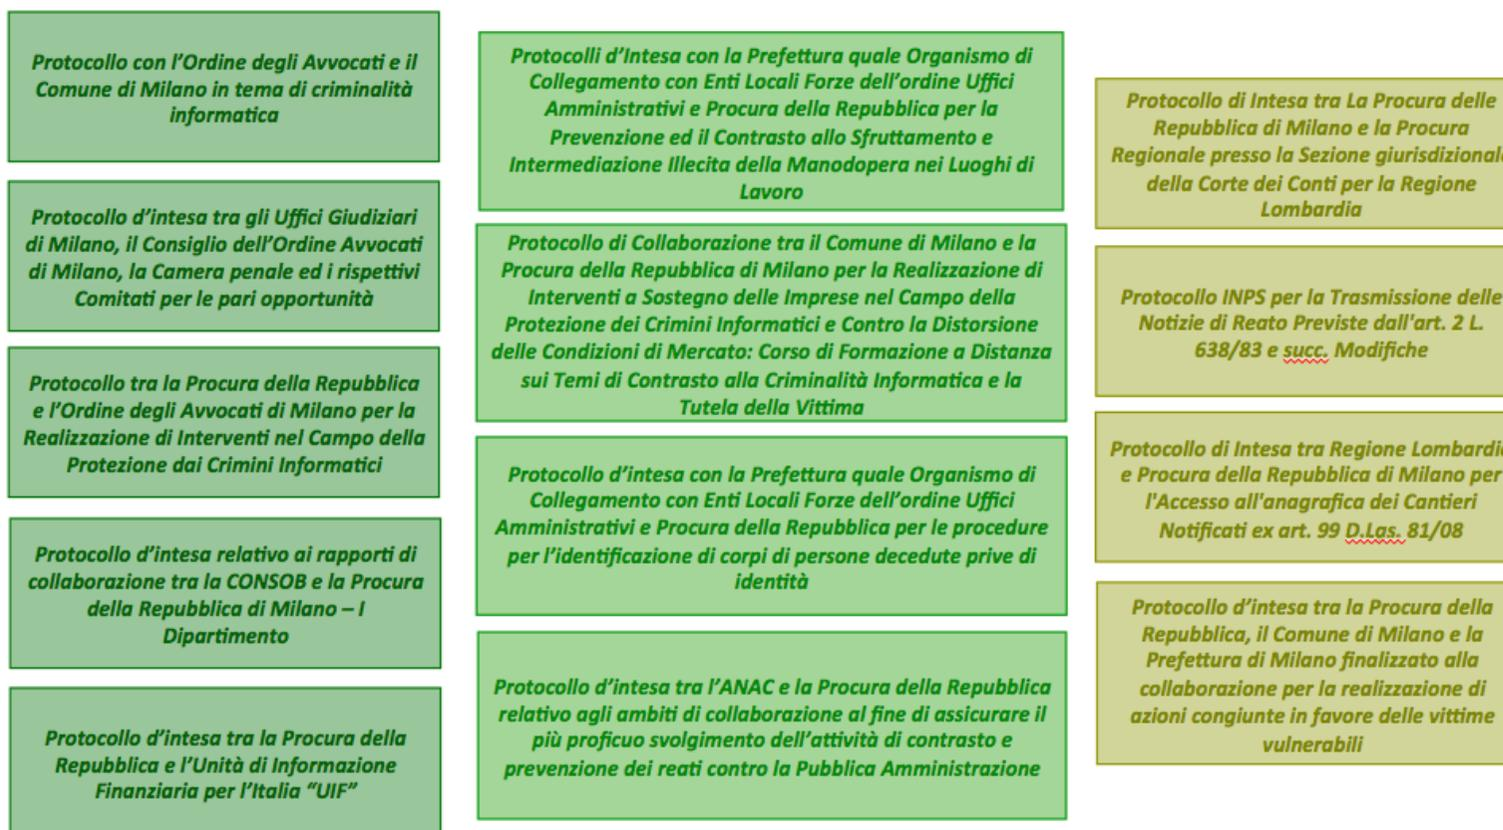 Protocollo con l’Ordine degli Avvocati e il
Comune di Milano in tema di criminalità
informatica
Protocollo d’intesa tra gli Uffici Giudiziari
di Milano, il Consiglio dell’Ordine Avvocati
di Milano, la Camera penale ed i rispettivi
Comitati per le pari opportunità
Protocollo tra la Procura della Repubblica
e l’Ordine degli Avvocati di Milano per la
Realizzazione di Interventi nel Campo della
Protezione dai Crimini Informatici
Protocollo d’intesa relativo ai rapporti di
collaborazione tra la CONSOB e la Procura
della Repubblica di Milano – I
Dipartimento
Protocollo d’intesa tra la Procura della
Repubblica e l’Unità di Informazione
Finanziaria per l’Italia “UIF”
Protocolli d’Intesa con la Prefettura quale Organismo di
Collegamento con Enti Locali Forze dell’ordine Uffici
Amministrativi e Procura della Repubblica per la
Prevenzione ed il Contrasto allo Sfruttamento e
Intermediazione Illecita della Manodopera nei Luoghi di
Lavoro
Protocollo di Collaborazione tra il Comune di Milano e la
Procura della Repubblica di Milano per la Realizzazione di
Interventi a Sostegno delle Imprese nel Campo della
Protezione dei Crimini Informatici e Contro la Distorsione
delle Condizioni di Mercato: Corso di Formazione a Distanza
sui Temi di Contrasto alla Criminalità Informatica e la
Tutela della Vittima
Protocollo d’intesa con la Prefettura quale Organismo di
Collegamento con Enti Locali Forze dell’ordine Uffici
Amministrativi e Procura della Repubblica per le procedure
per l’identificazione di corpi di persone decedute prive di
identità
Protocollo d’intesa tra l’ANAC e la Procura della Repubblica
relativo agli ambiti di collaborazione al fine di assicurare il
più proficuo svolgimento dell’attività di contrasto e
prevenzione dei reati contro la Pubblica Amministrazione
Protocollo di Intesa tra La Procura delle
Repubblica di Milano e la Procura
Regionale presso la Sezione giurisdizionale
della Corte dei Conti per la Regione
Lombardia
Protocollo INPS per la Trasmissione delle
Notizie di Reato Previste dall'art. 2 L.
638/83 e succ. Modifiche
Protocollo di Intesa tra Regione Lombardia
e Procura della Repubblica di Milano per
l'Accesso all'anagrafica dei Cantieri
Notificati ex art. 99 D.Las. 81/08
Protocollo d’intesa tra la Procura della
Repubblica, il Comune di Milano e la
Prefettura di Milano finalizzato alla
collaborazione per la realizzazione di
azioni congiunte in favore delle vittime
vulnerabili